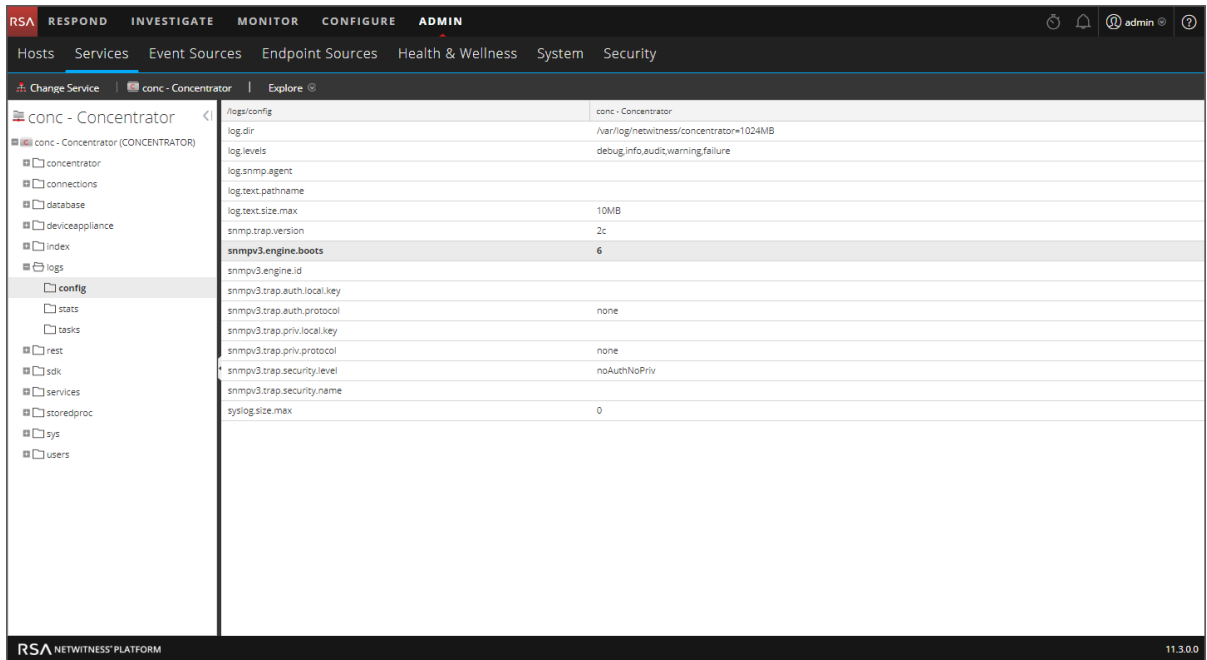 RSA RESPOND INVESTIGATE MONITOR CONFIGURE ADMIN admin ?
Hosts Services Event Sources Endpoint Sources Health & Wellness System Security
Change Service conc - Concentrator Explore
conc - Concentrator
conc - Concentrator (CONCENTRATOR)
concentrator
connections
database
deviceappliance
index
logs
config
stats
tasks
rest
sdk
services
storedproc
sys
users
/logs/config conc - Concentrator
log.dir /var/log/netwitness/concentrator=1024MB
log.levels debug,info,audit,warning,failure
log.snmp.agent
log.text.pathname
log.text.size.max 10MB
snmp.trap.version 2c
snmpv3.engine.boots 6
snmpv3.engine.id
snmpv3.trap.auth.local.key
snmpv3.trap.auth.protocol none
snmpv3.trap.priv.local.key
snmpv3.trap.priv.protocol none
snmpv3.trap.security.level noAuthNoPriv
snmpv3.trap.security.name
syslog.size.max 0
RSA NETWITNESS® PLATFORM 11.3.0.0